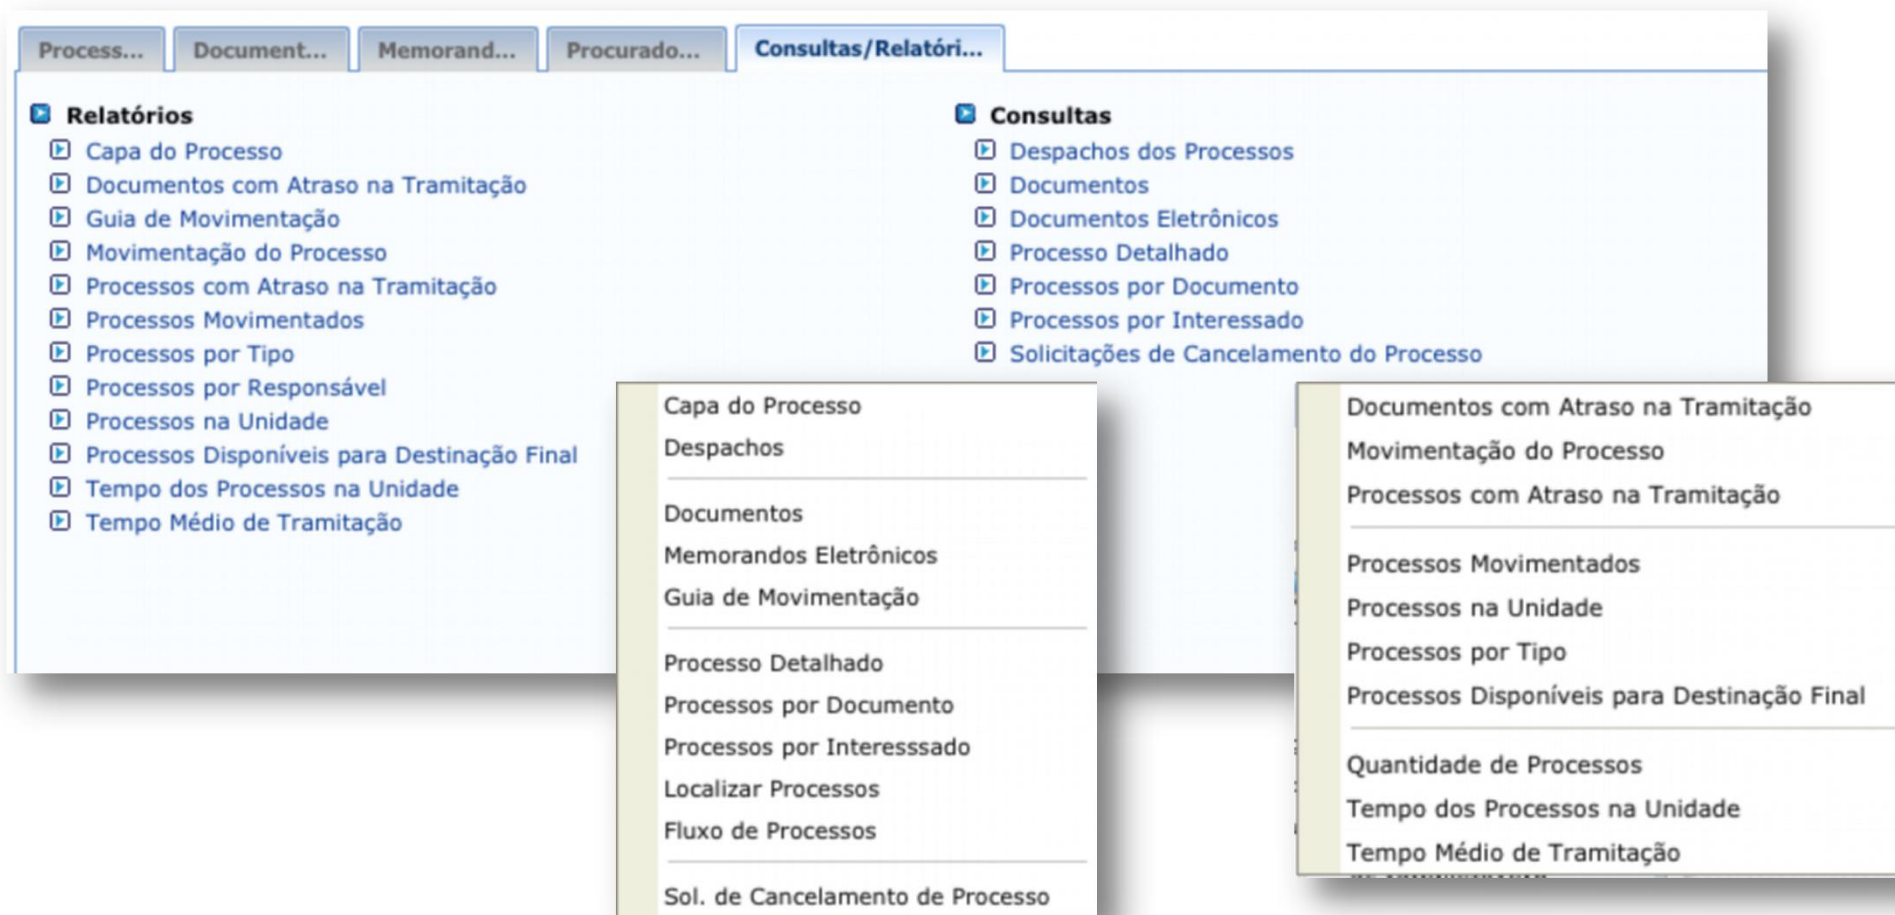 Process...
Document...
Memorand...
Procurado...
Consultas/Relatóri...
Relatórios
Capa do Processo
Documentos com Atraso na Tramitação
Guia de Movimentação
Movimentação do Processo
Processos com Atraso na Tramitação
Processos Movimentados
Processos por Tipo
Processos por Responsável
Processos na Unidade
Processos Disponíveis para Destinação Final
Tempo dos Processos na Unidade
Tempo Médio de Tramitação
Consultas
Despachos dos Processos
Documentos
Documentos Eletrônicos
Processo Detalhado
Processos por Documento
Processos por Interessado
Solicitações de Cancelamento do Processo
Capa do Processo
Despachos
Documentos
Memorandos Eletrônicos
Guia de Movimentação
Processo Detalhado
Processos por Documento
Processos por Interesssado
Localizar Processos
Fluxo de Processos
Sol. de Cancelamento de Processo
Documentos com Atraso na Tramitação
Movimentação do Processo
Processos com Atraso na Tramitação
Processos Movimentados
Processos na Unidade
Processos por Tipo
Processos Disponíveis para Destinação Final
Quantidade de Processos
Tempo dos Processos na Unidade
Tempo Médio de Tramitação